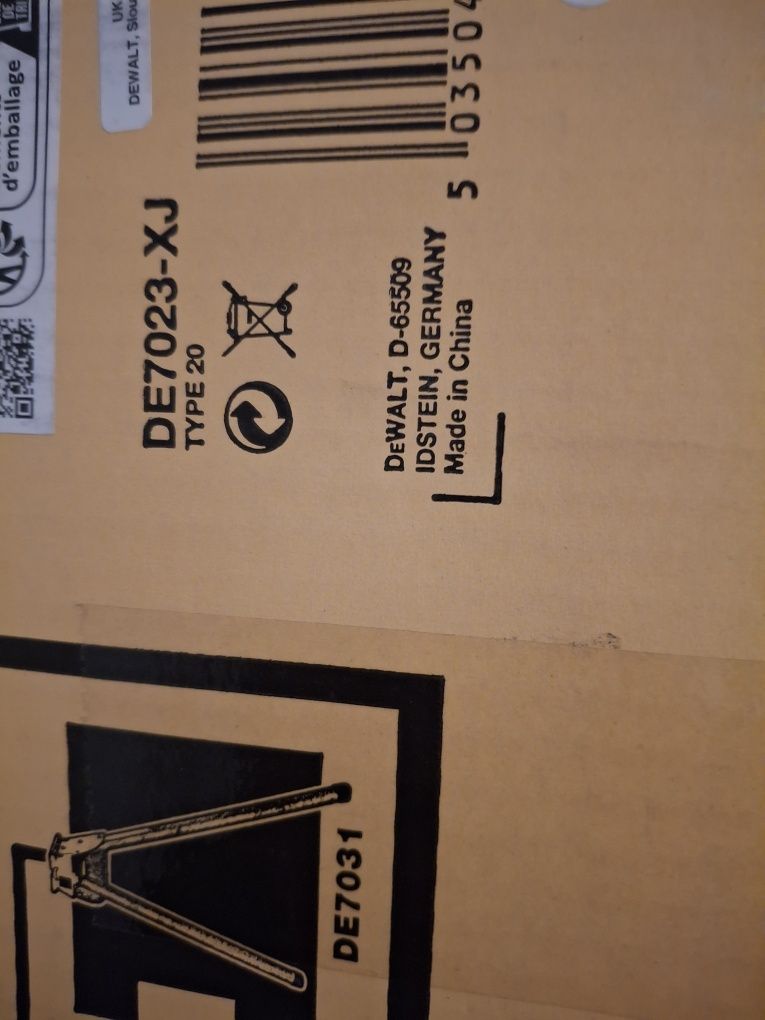 d'emballage
UK
DEWALT, Slou
DE7023-XJ
TYPE 20
5 03504
DEWALT, D-65509
IDSTEIN, GERMANY
Made in China
DE7031